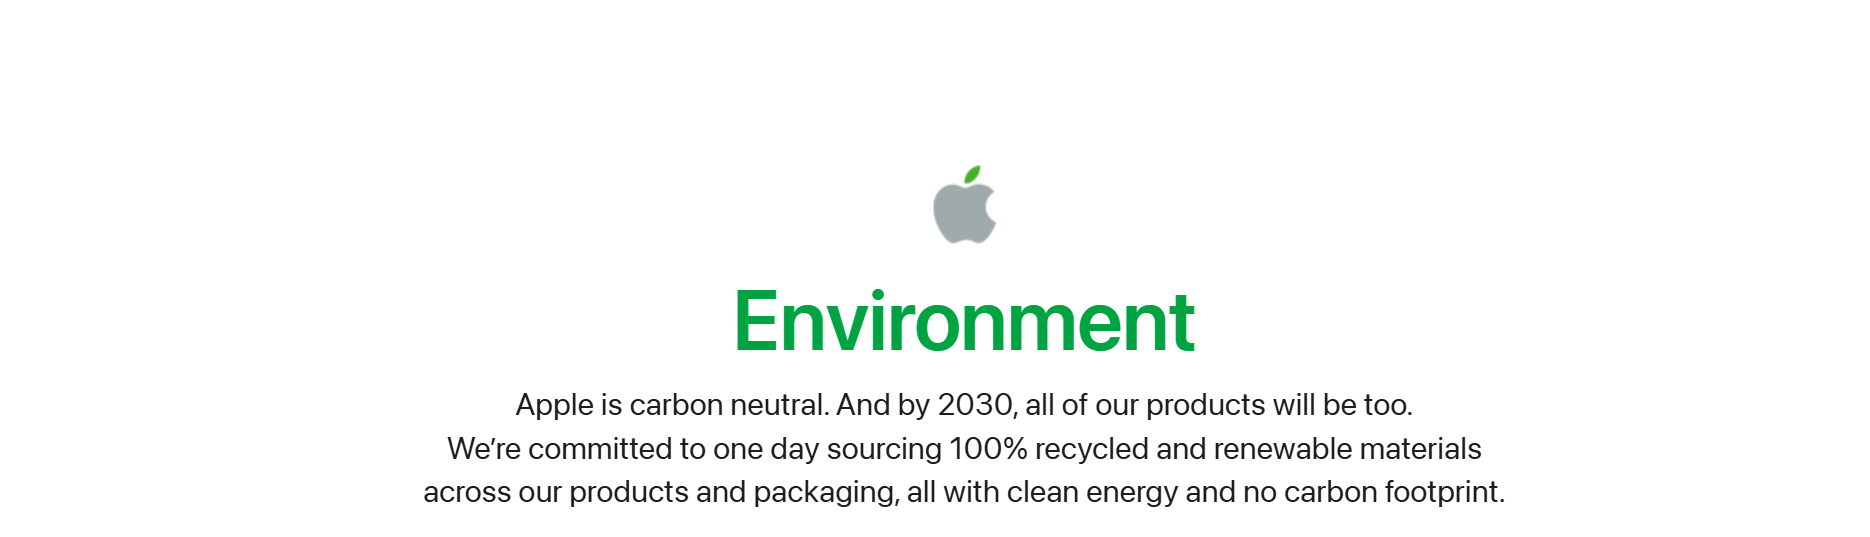 Environment
Apple is carbon neutral. And by 2030, all of our products will be too.
We’re committed to one day sourcing 100% recycled and renewable materials
across our products and packaging, all with clean energy and no carbon footprint.